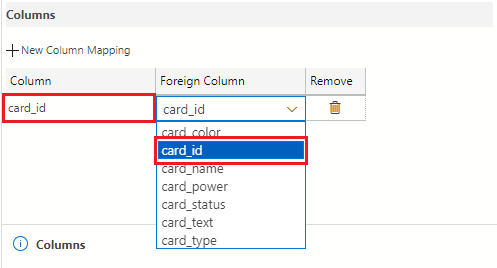 Columns
New Column Mapping
Column Foreign Column Remove
card_id card_id
card_color
card_id
card_name
card_power
card_status
card_text
card_type
Columns